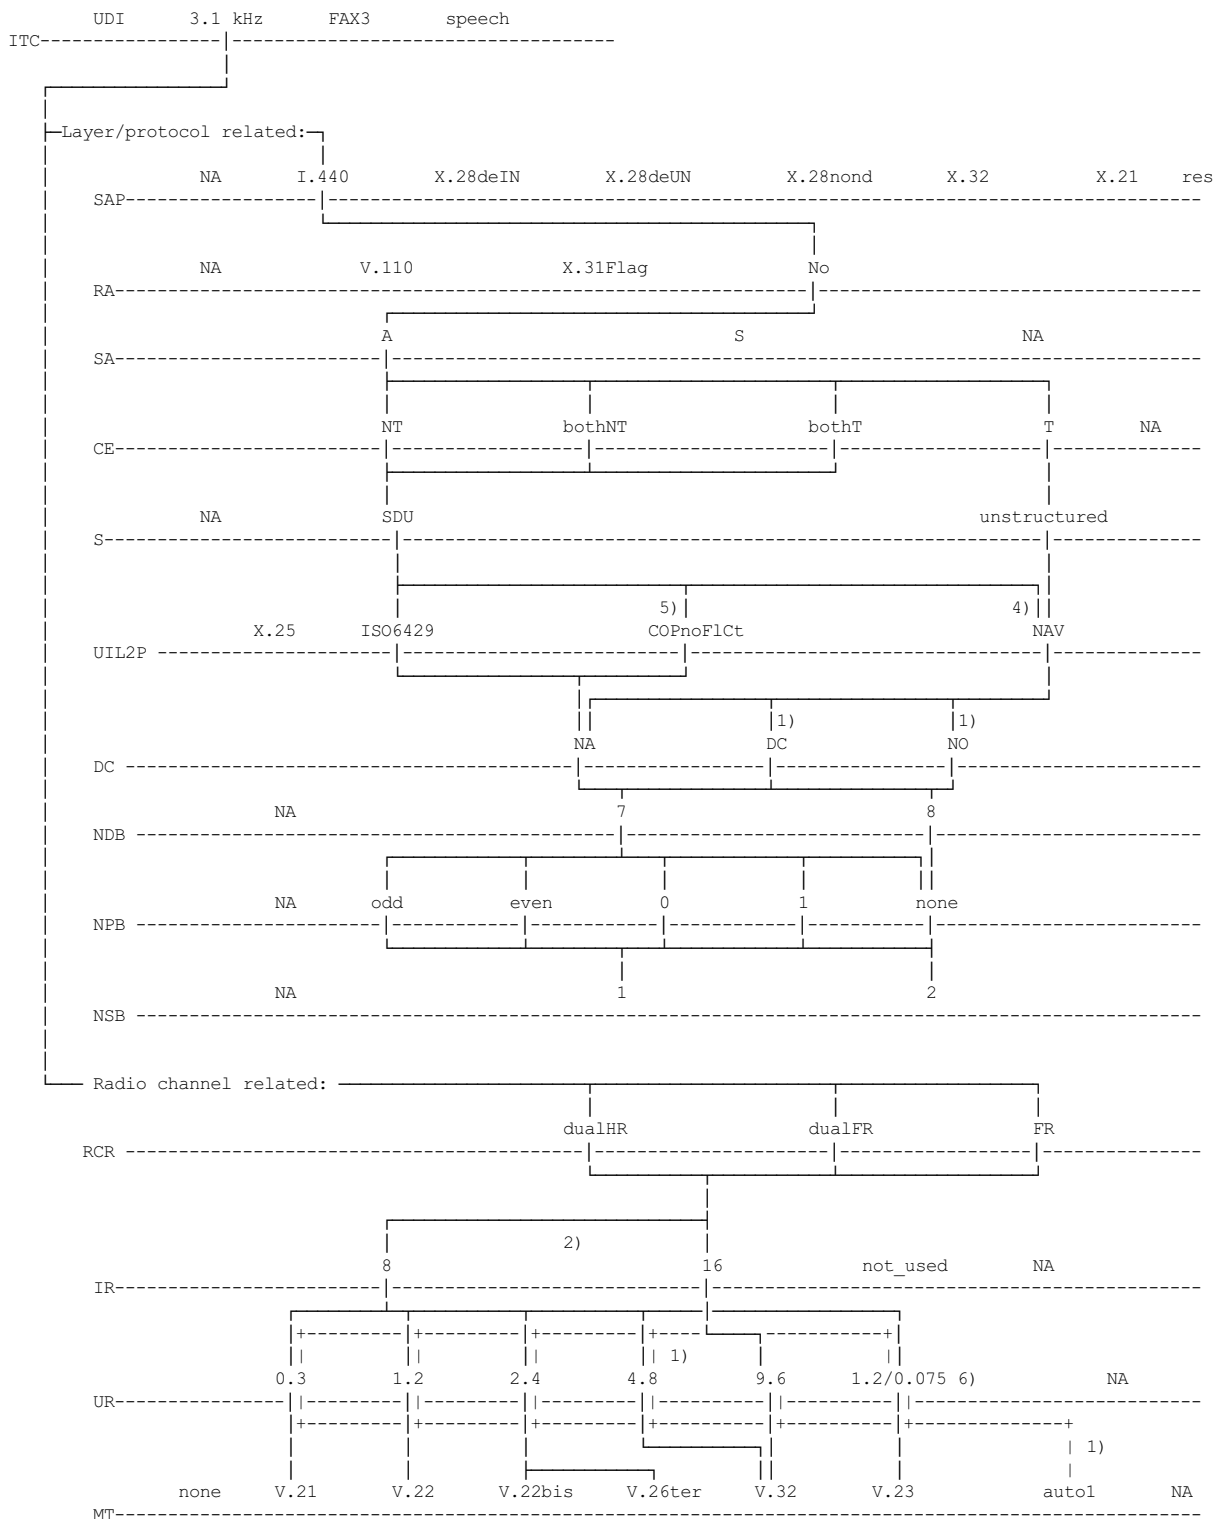 UDI 3.1 kHz FAX3 speech
ITC
Layer/protocol related:
NA I.440 X.28deIN X.28deUN X.28nond X.32 X.21 res
SAP
NA V.110 X.31Flag No
RA
A S NA
SA
NT bothNT bothT T NA
CE
NA SDU unstructured
S
5) 4)
X.25 ISO6429 COPnoFlCt NAV
UIL2P
1) 1)
NA DC NO
DC
NA 7 8
NDB
NA odd even 0 1 none
NPB
NA 1 2
NSB
Radio channel related:
dualHR dualFR FR
RCR
2)
8 16 not_used NA
IR
1)
0.3 1.2 2.4 4.8 9.6 1.2/0.075 6) NA
UR
1)
none V.21 V.22 V.22bis V.26ter V.32 V.23 auto1 NA
MT